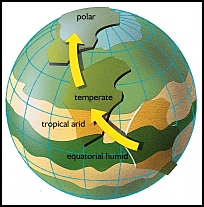 polar
temperate
tropical arid
equatorial humid